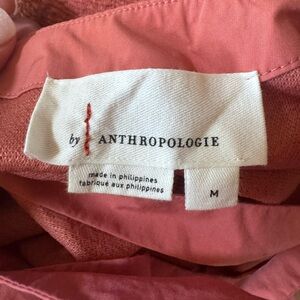 by ANTHROPOLOGIE
made in philippines
fabriqué aux philippines
M